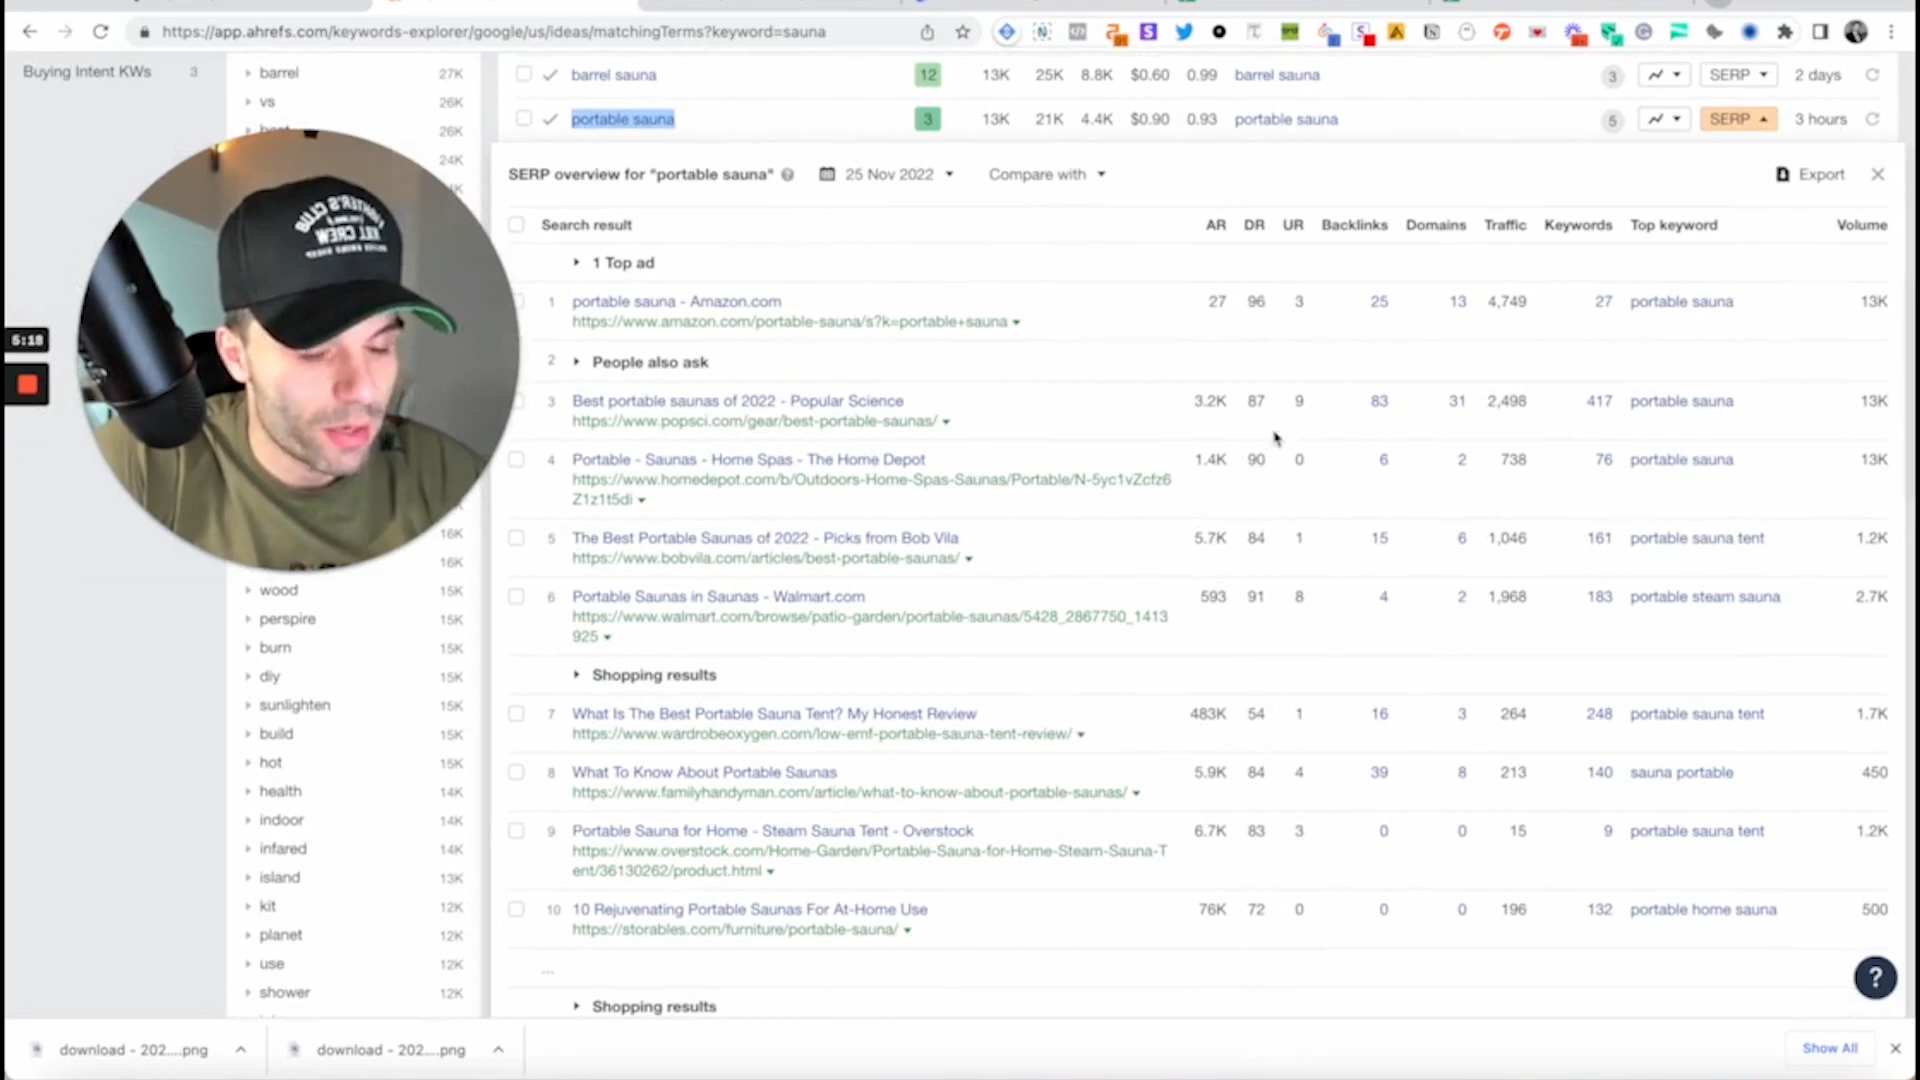 https://app.ahrefs.com/keywords-explorer/google/us/ideas/matchingTerms?keyword=sauna
Buying Intent KWs 3
barrel 27K
vs 26K
best 26K
24K
16K
16K
wood 15K
perspire 15K
burn 15K
diy 15K
sunlighten 15K
build 15K
hot 15K
health 14K
indoor 14K
infared 14K
island 13K
kit 12K
planet 12K
use 12K
shower 12K
5:18
barrel sauna 12 13K 25K 8.8K $0.60 0.99 barrel sauna 3 SERP 2 days
portable sauna 3 13K 21K 4.4K $0.90 0.93 portable sauna 5 SERP 3 hours
SERP overview for "portable sauna" ? 25 Nov 2022 Compare with Export
Search result AR DR UR Backlinks Domains Traffic Keywords Top keyword Volume
1 Top ad
1 portable sauna - Amazon.com 27 96 3 25 13 4,749 27 portable sauna 13K
https://www.amazon.com/portable-sauna/s?k=portable+sauna
2 People also ask
3 Best portable saunas of 2022 - Popular Science 3.2K 87 9 83 31 2,498 417 portable sauna 13K
https://www.popsci.com/gear/best-portable-saunas/
4 Portable - Saunas - Home Spas - The Home Depot 1.4K 90 0 6 2 738 76 portable sauna 13K
https://www.homedepot.com/b/Outdoors-Home-Spas-Saunas/Portable/N-5yc1vZcfz6
Z1z1t5di
5 The Best Portable Saunas of 2022 - Picks from Bob Vila 5.7K 84 1 15 6 1,046 161 portable sauna tent 1.2K
https://www.bobvila.com/articles/best-portable-saunas/
6 Portable Saunas in Saunas - Walmart.com 593 91 8 4 2 1,968 183 portable steam sauna 2.7K
https://www.walmart.com/browse/patio-garden/portable-saunas/5428_2867750_1413
925
Shopping results
7 What Is The Best Portable Sauna Tent? My Honest Review 483K 54 1 16 3 264 248 portable sauna tent 1.7K
https://www.wardrobeoxygen.com/low-emf-portable-sauna-tent-review/
8 What To Know About Portable Saunas 5.9K 84 4 39 8 213 140 sauna portable 450
https://www.familyhandyman.com/article/what-to-know-about-portable-saunas/
9 Portable Sauna for Home - Steam Sauna Tent - Overstock 6.7K 83 3 0 0 15 9 portable sauna tent 1.2K
https://www.overstock.com/Home-Garden/Portable-Sauna-for-Home-Steam-Sauna-T
ent/36130262/product.html
10 10 Rejuvenating Portable Saunas For At-Home Use 76K 72 0 0 0 196 132 portable home sauna 500
https://storables.com/furniture/portable-sauna/
...
Shopping results
?
download - 202....png
download - 202....png
Show All